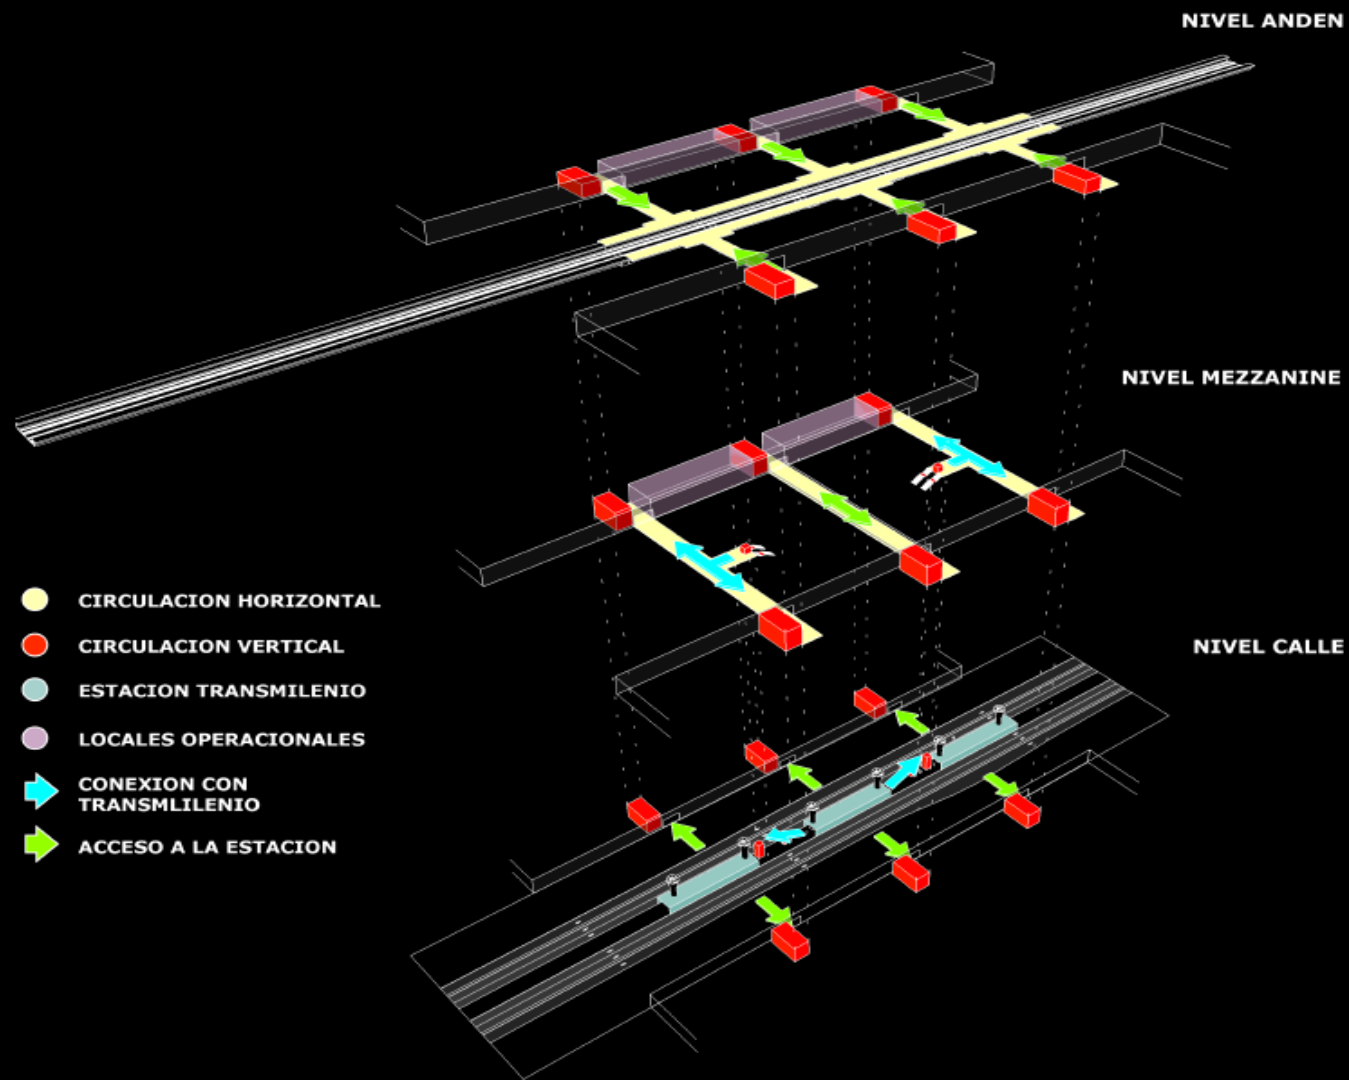 NIVEL ANDEN
NIVEL MEZZANINE
NIVEL CALLE
CIRCULACION HORIZONTAL
CIRCULACION VERTICAL
ESTACION TRANSMILENIO
LOCALES OPERACIONALES
CONEXION CON
TRANSMLILENIO
ACCESO A LA ESTACION